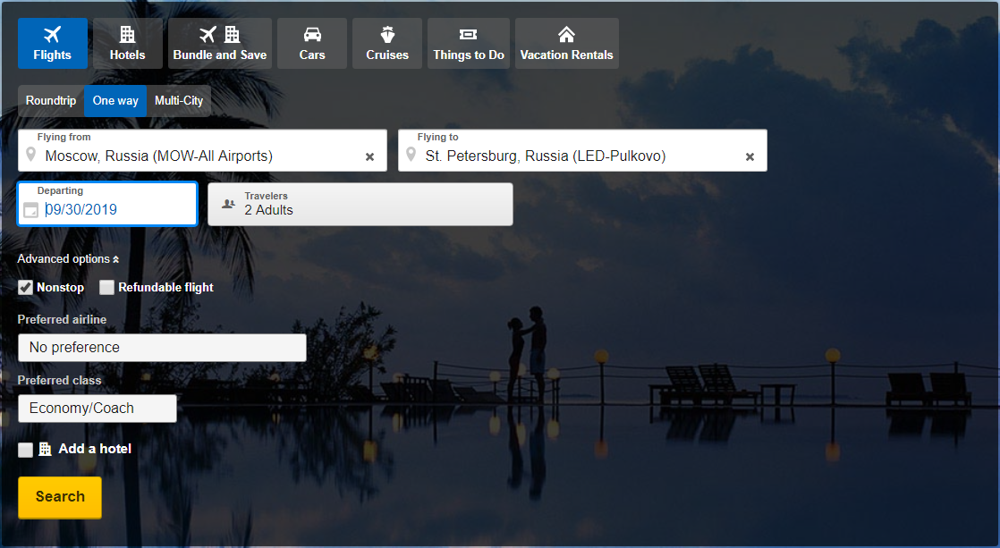 Flights
Hotels
Bundle and Save
Cars
Cruises
Things to Do
Vacation Rentals
Roundtrip
One way
Multi-City
Flying from
Moscow, Russia (MOW-All Airports)
Flying to
St. Petersburg, Russia (LED-Pulkovo)
Departing
09/30/2019
Travelers
2 Adults
Advanced options
Nonstop
Refundable flight
Preferred airline
No preference
Preferred class
Economy/Coach
Add a hotel
Search